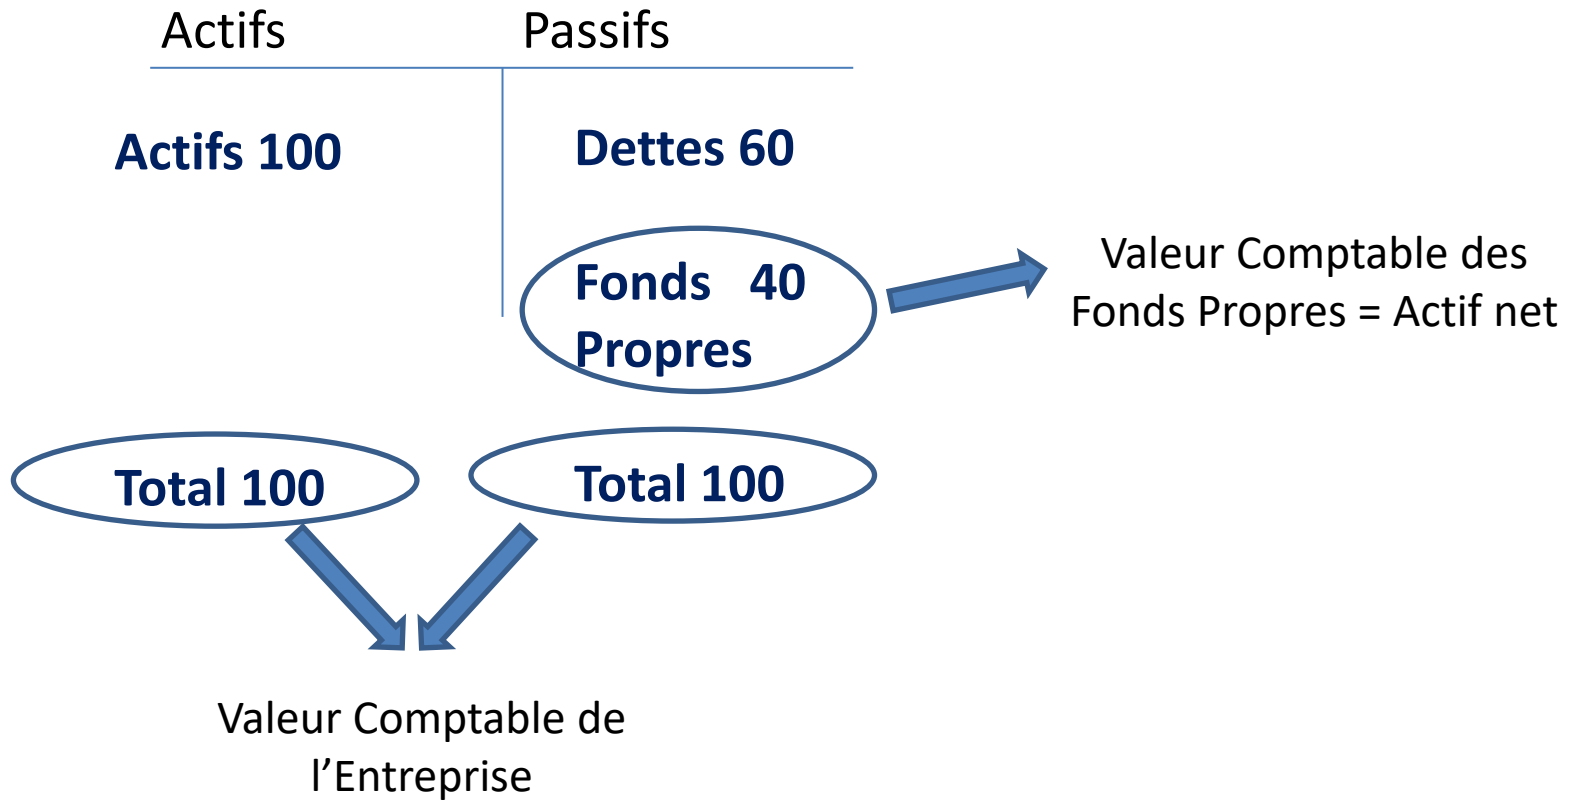 Actifs Passifs
Actifs 100 Dettes 60
Fonds 40
Propres
Valeur Comptable des
Fonds Propres = Actif net
Total 100 Total 100
Valeur Comptable de
l’Entreprise